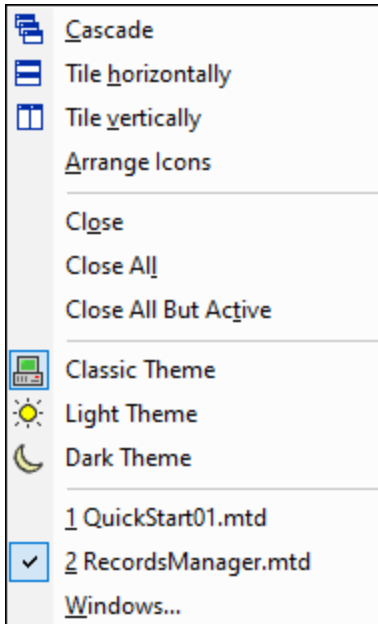 Cascade
Tile horizontally
Tile vertically
Arrange Icons
Close
Close All
Close All But Active
Classic Theme
Light Theme
Dark Theme
1 QuickStart01.mtd
2 RecordsManager.mtd
Windows...